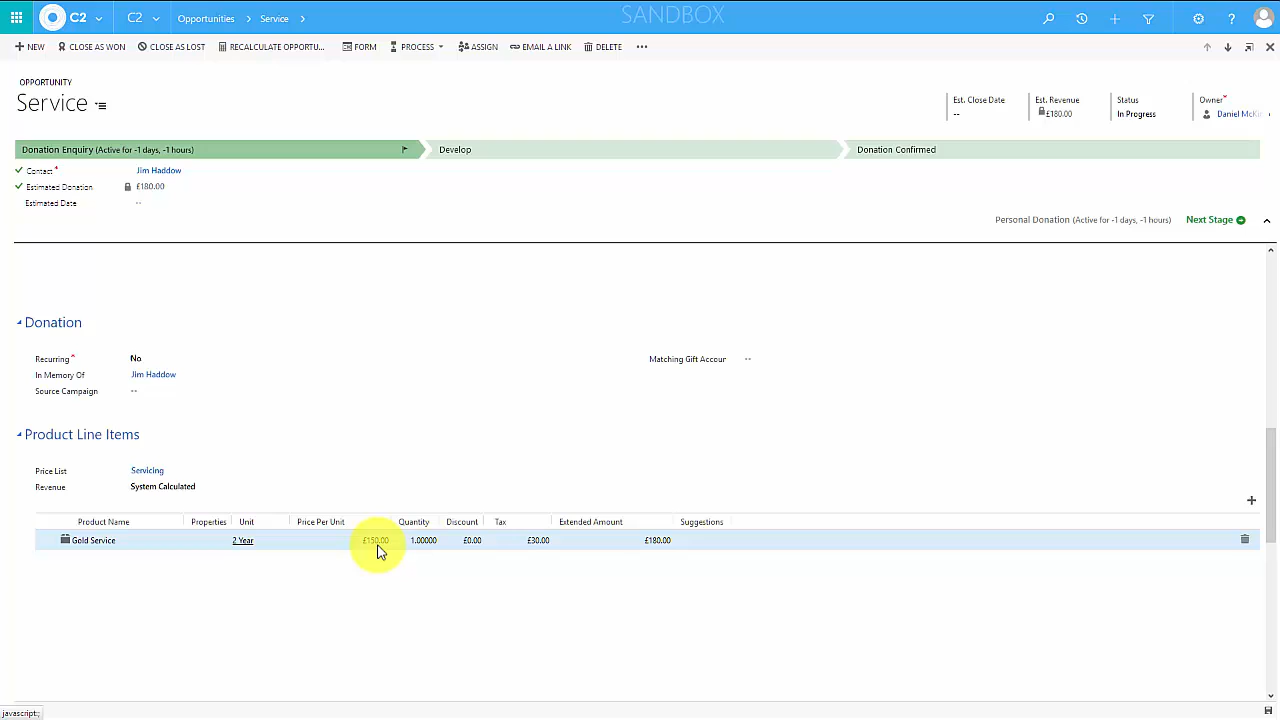 C2 C2 Opportunities Service SANDBOX ?
NEW CLOSE AS WON CLOSE AS LOST RECALCULATE OPPORTU... FORM PROCESS ASSIGN EMAIL A LINK DELETE ...
OPPORTUNITY
Service
Est. Close Date Est. Revenue Status Owner*
-- £180.00 In Progress Daniel McKin
Donation Enquiry (Active for -1 days, -1 hours) Develop Donation Confirmed
Contact * Jim Haddow
Estimated Donation £180.00
Estimated Date --
Personal Donation (Active for -1 days, -1 hours) Next Stage
Donation
Recurring * No Matching Gift Accour --
In Memory Of Jim Haddow
Source Campaign --
Product Line Items
Price List Servicing
Revenue System Calculated
Product Name Properties Unit Price Per Unit Quantity Discount Tax Extended Amount Suggestions
Gold Service 2 Year £150.00 1.00000 £0.00 £30.00 £180.00
javascript:;